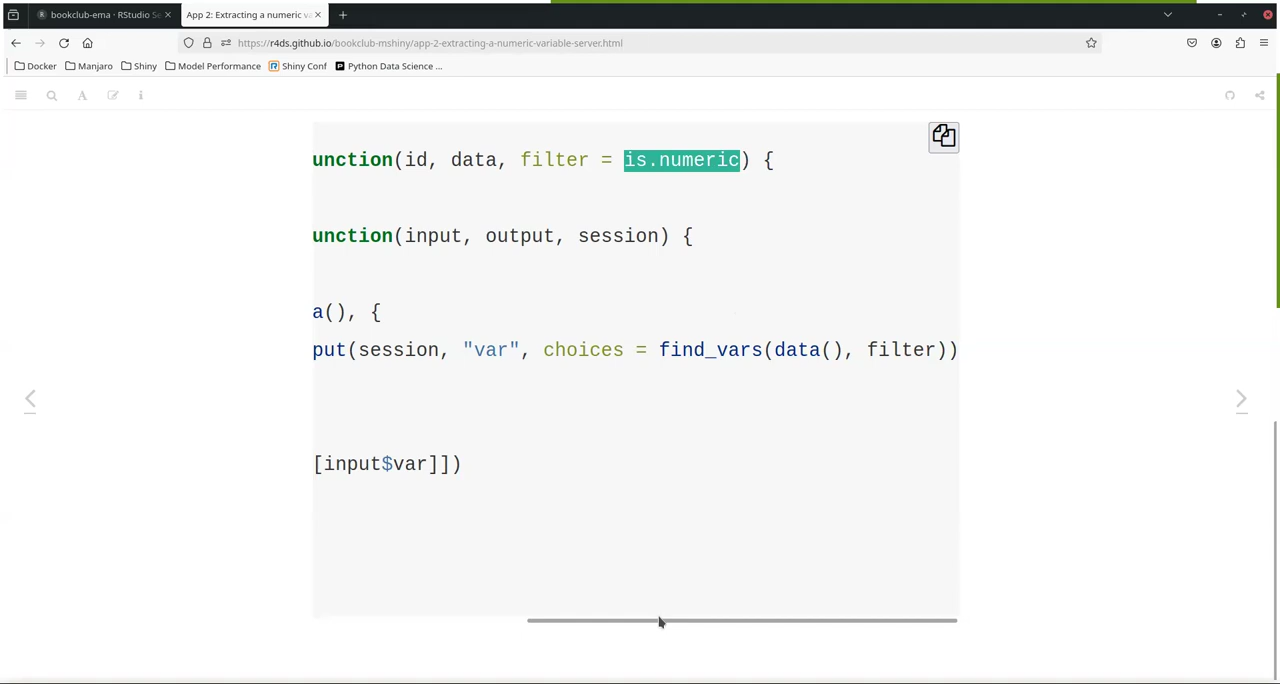 bookclub-ema · RStudio Se
App 2: Extracting a numeric va
https://r4ds.github.io/bookclub-mshiny/app-2-extracting-a-numeric-variable-server.html
Docker Manjaro Shiny Model Performance Shiny Conf Python Data Science ...
unction(id, data, filter = is.numeric) {
unction(input, output, session) {
a(), {
put(session, "var", choices = find_vars(data(), filter))
[input$var]])